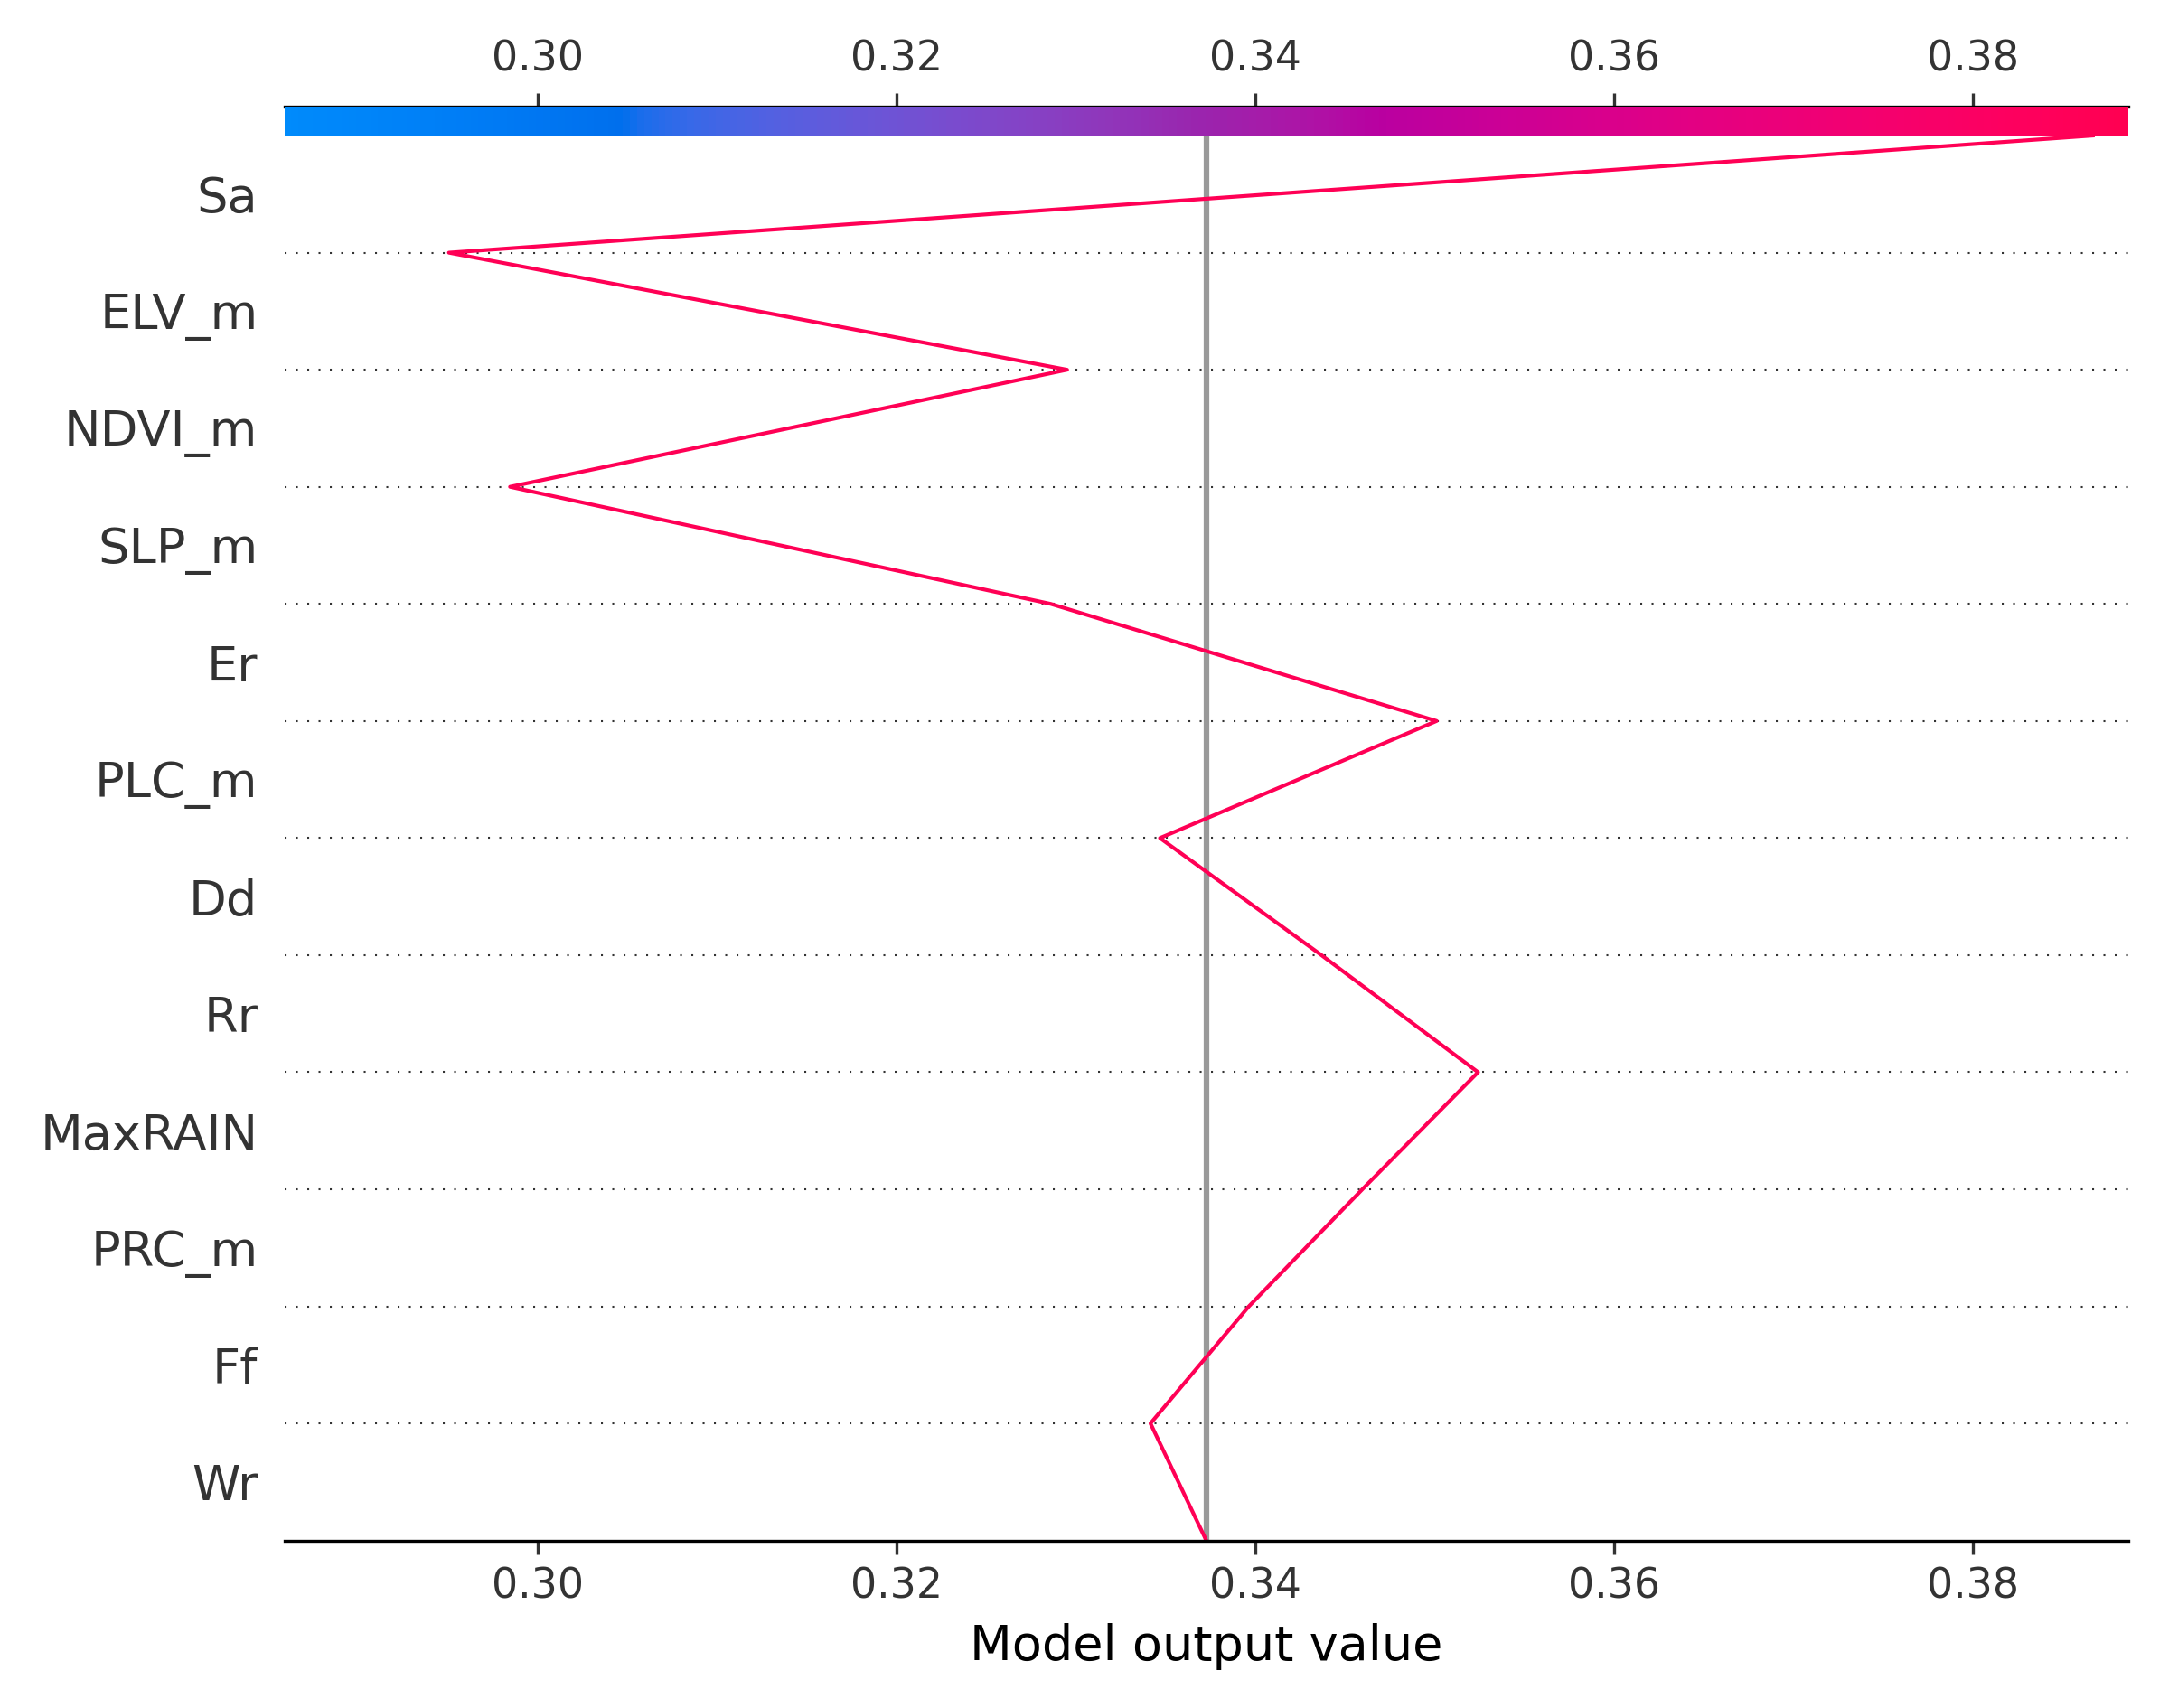 0.30 0.32 0.34 0.36 0.38
Sa
ELV_m
NDVI_m
SLP_m
Er
PLC_m
Dd
Rr
MaxRAIN
PRC_m
Ff
Wr
0.30 0.32 0.34 0.36 0.38
Model output value